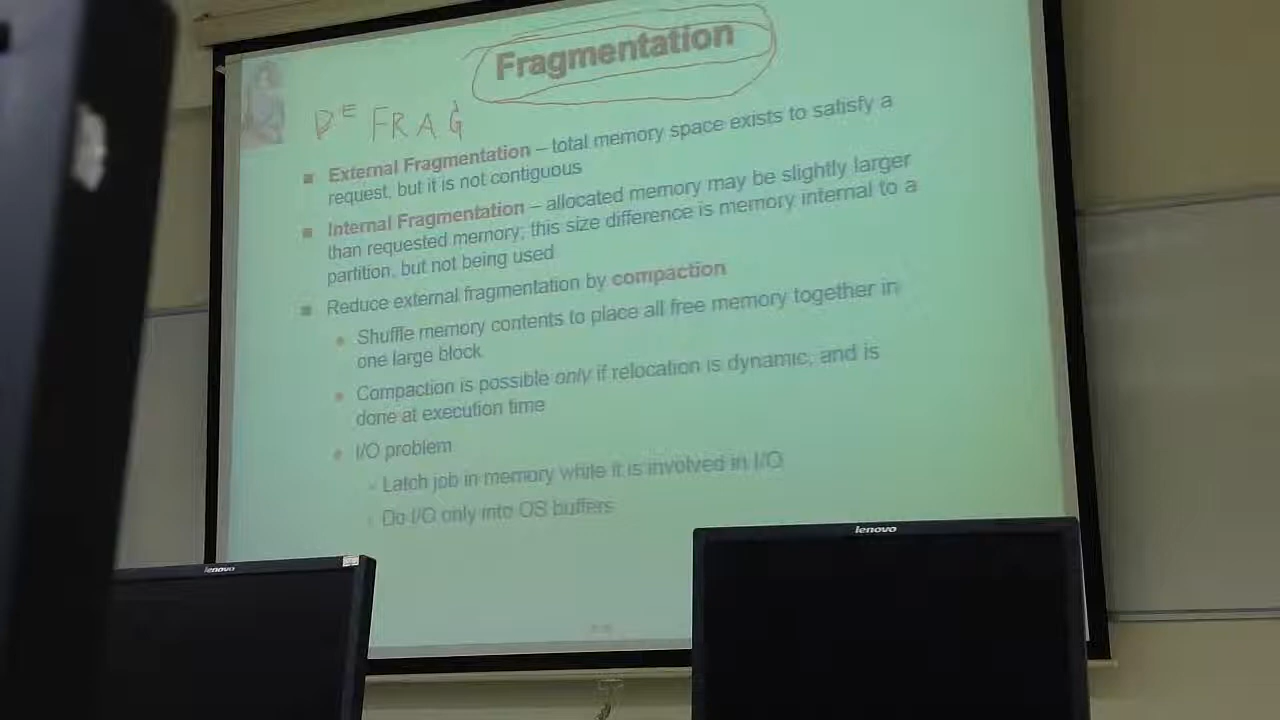 Fragmentation
DE FRAG
External Fragmentation – total memory space exists to satisfy a
request, but it is not contiguous
Internal Fragmentation – allocated memory may be slightly larger
than requested memory; this size difference is memory internal to a
partition, but not being used
Reduce external fragmentation by compaction
Shuffle memory contents to place all free memory together in
one large block
Compaction is possible only if relocation is dynamic, and is
done at execution time
I/O problem
Latch job in memory while it is involved in I/O
Do I/O only into OS buffers
lenovo
lenovo